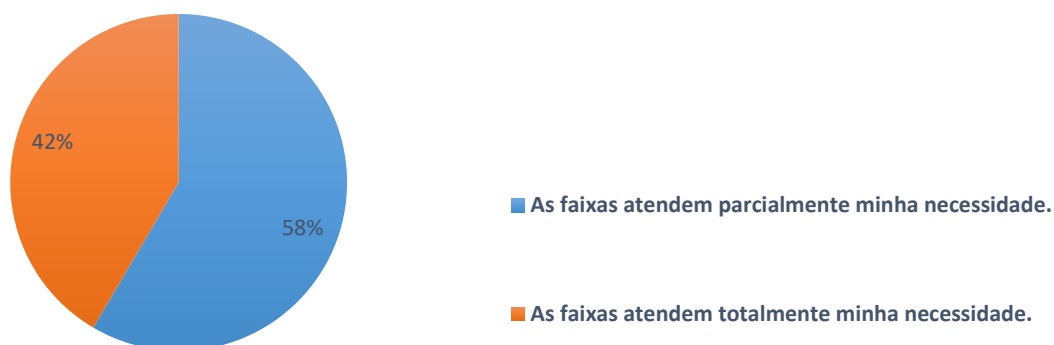 42%
58%
As faixas atendem parcialmente minha necessidade.
As faixas atendem totalmente minha necessidade.